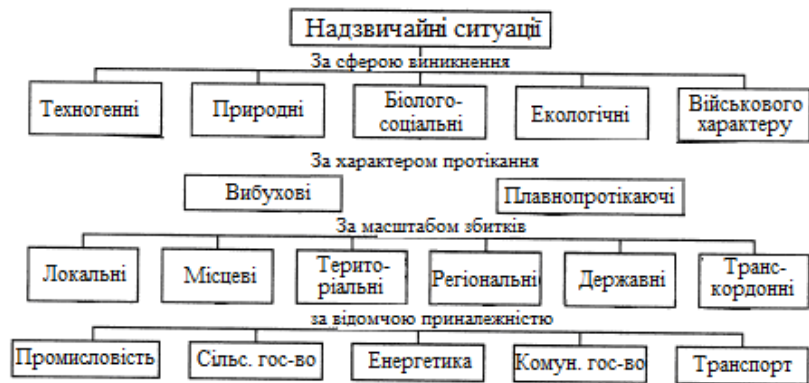 Надзвичайні ситуації
За сферою виникнення
Техногенні
Природні
Біолого-
соціальні
Екологічні
Військового
характеру
За характером протікання
Вибухові
Плавнопротікаючі
За масштабом збитків
Локальні
Місцеві
Терито-
ріальні
Регіональні
Державні
Транс-
кордонні
за відомчою приналежністю
Промисловість
Сільс. гос-во
Енергетика
Комун. гос-во
Транспорт